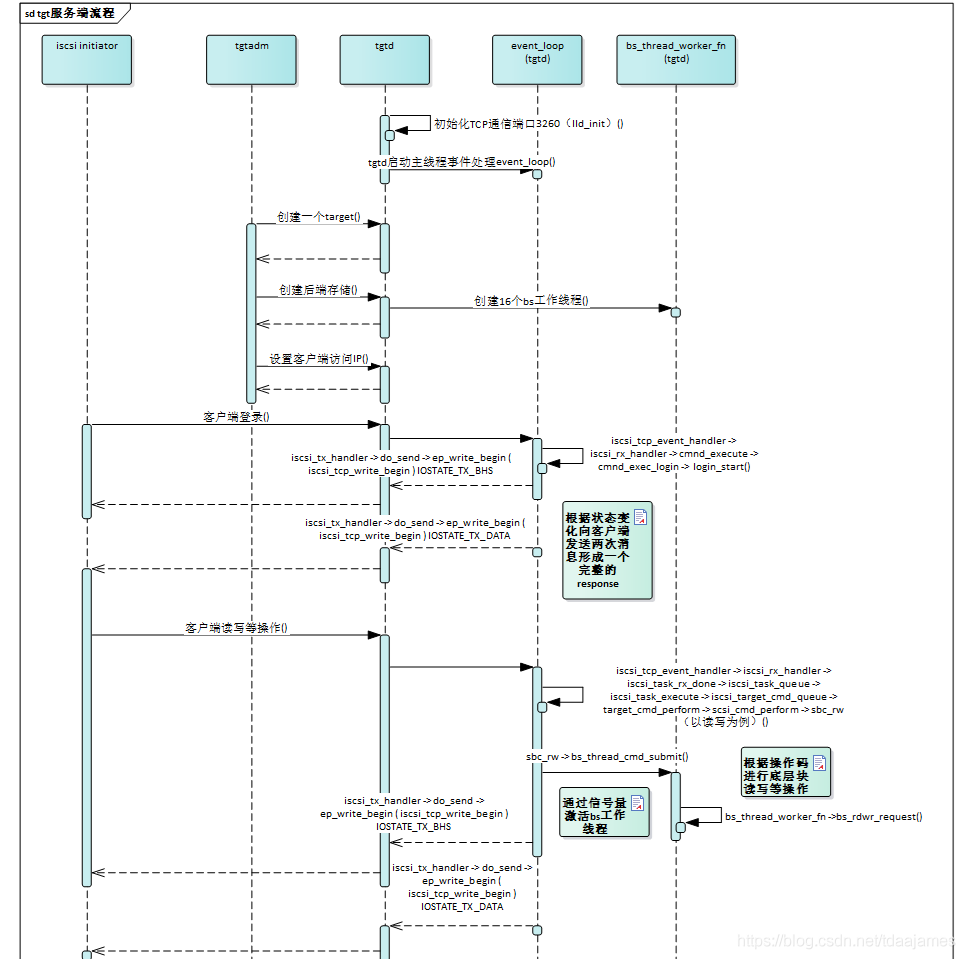 sd tgt服务端流程
iscsi initiator
tgtadm
tgtd
event_loop
(tgtd)
bs_thread_worker_fn
(tgtd)
初始化TCP通信端口3260（lld_init）()
tgtd启动主线程事件处理event_loop()
创建一个target()
创建后端存储()
创建16个bs工作线程()
设置客户端访问IP()
客户端登录()
iscsi_tcp_event_handler ->
iscsi_rx_handler -> cmnd_execute ->
cmnd_exec_login -> login_start()
iscsi_tx_handler -> do_send -> ep_write_begin (
iscsi_tcp_write_begin ) IOSTATE_TX_BHS
根据状态变
化向客户端
发送两次消
息形成一个
完整的
response
iscsi_tx_handler -> do_send -> ep_write_begin (
iscsi_tcp_write_begin ) IOSTATE_TX_DATA
客户端读写等操作()
iscsi_tcp_event_handler -> iscsi_rx_handler ->
iscsi_task_rx_done -> iscsi_task_queue ->
iscsi_task_execute -> iscsi_target_cmd_queue ->
target_cmd_perform -> scsi_cmd_perform -> sbc_rw
（以读写为例）()
sbc_rw -> bs_thread_cmd_submit()
根据操作码
进行底层块
读写等操作
通过信号量
激活bs工作
线程
iscsi_tx_handler -> do_send ->
ep_write_begin ( iscsi_tcp_write_begin )
IOSTATE_TX_BHS
bs_thread_worker_fn ->bs_rdwr_request()
iscsi_tx_handler -> do_send ->
ep_write_begin (
iscsi_tcp_write_begin )
IOSTATE_TX_DATA
https://blog.csdn.net/tdaajames